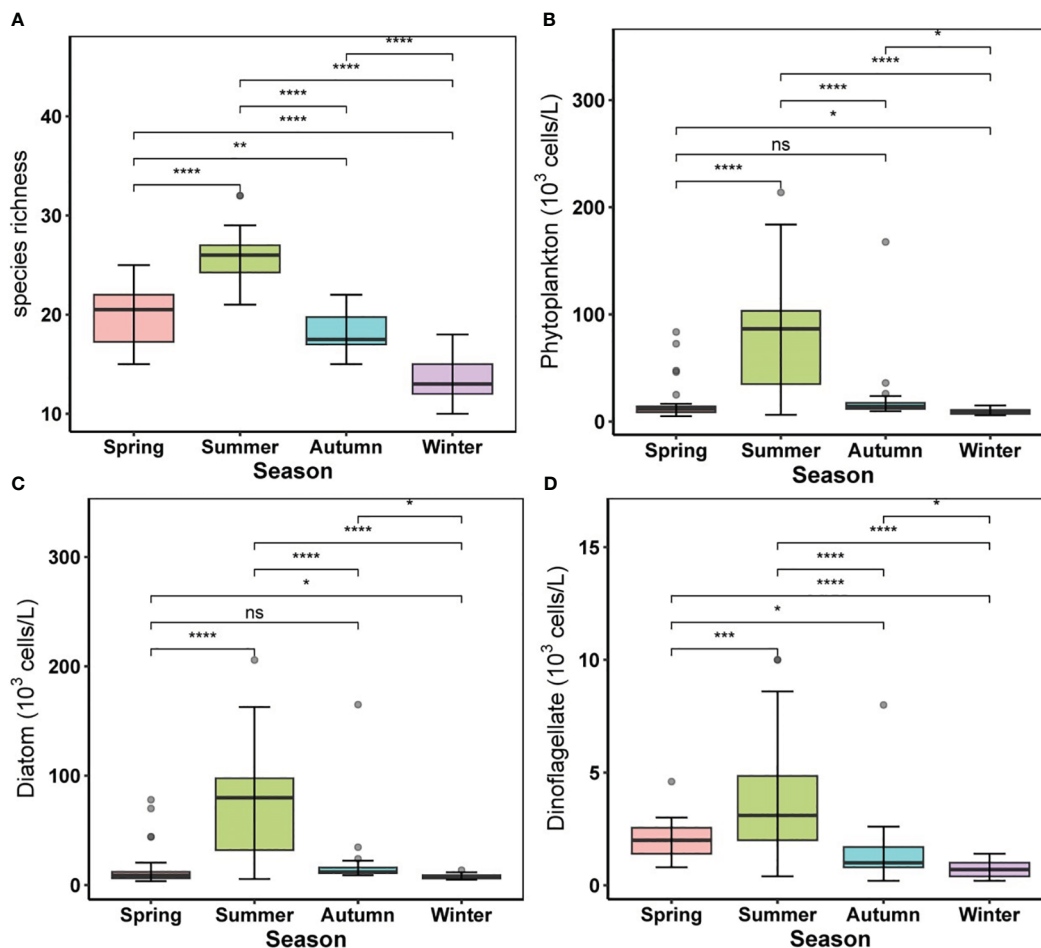 A
****
****
****
****
**
****
species richness
40
30
20
10
Spring Summer Autumn Winter
Season
B
*
****
****
*
ns
****
Phytoplankton (10³ cells/L)
300
200
100
0
Spring Summer Autumn Winter
Season
C
*
****
****
*
ns
****
Diatom (10³ cells/L)
300
200
100
0
Spring Summer Autumn Winter
Season
D
*
****
****
****
*
***
Dinoflagellate (10³ cells/L)
15
10
5
0
Spring Summer Autumn Winter
Season